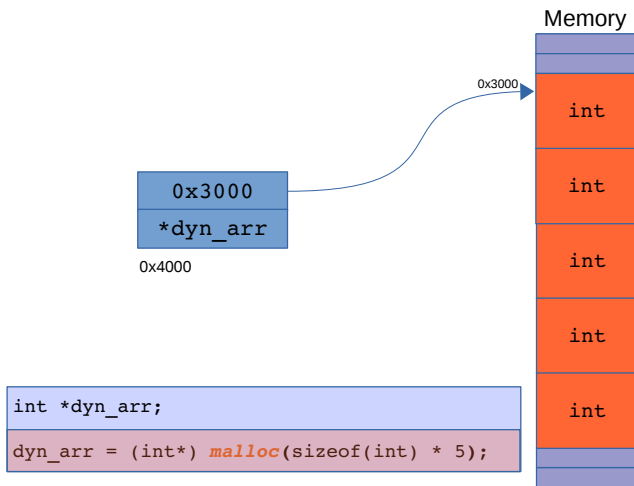 Memory
0x3000
int
0x3000
int
*dyn_arr
int
0x4000
int
int *dyn_arr;
int
dyn_arr = (int*) malloc(sizeof(int) * 5);